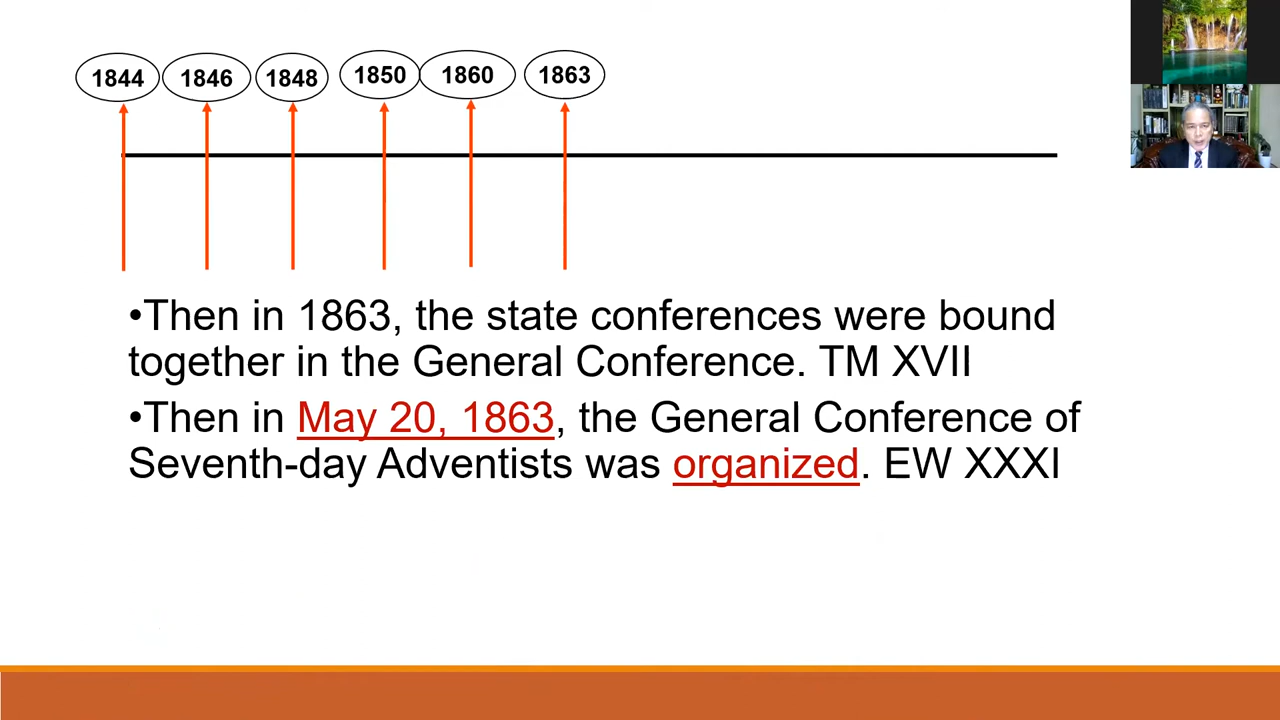 1844 1846 1848 1850 1860 1863
•Then in 1863, the state conferences were bound
together in the General Conference. TM XVII
•Then in May 20, 1863, the General Conference of
Seventh-day Adventists was organized. EW XXXI